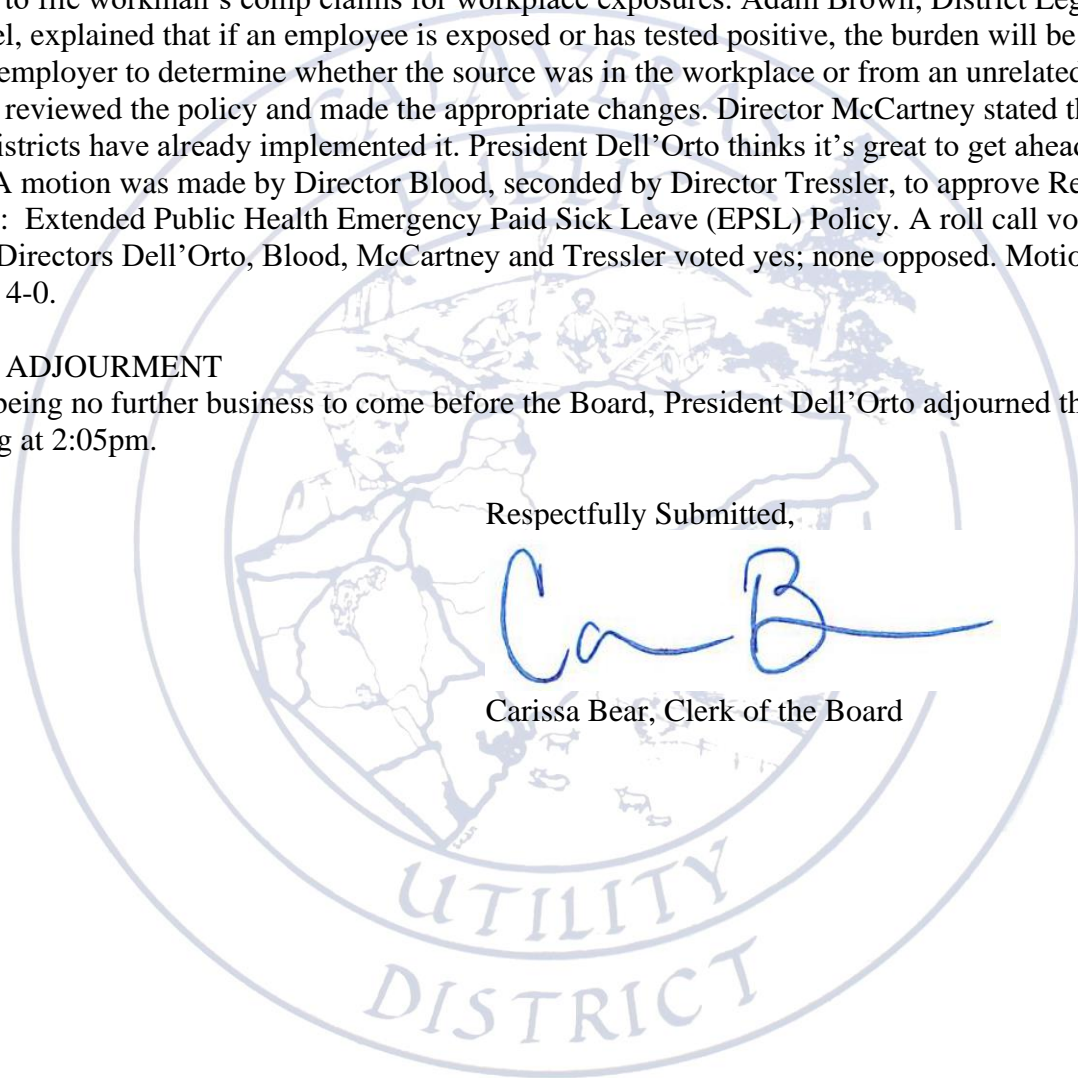 to file workman's comp claims for workplace exposures. Adam Brown, District Leg
el, explained that if an employee is exposed or has tested positive, the burden will be
employer to determine whether the source was in the workplace or from an unrelated
reviewed the policy and made the appropriate changes. Director McCartney stated th
istricts have already implemented it. President Dell'Orto thinks it's great to get ahead
A motion was made by Director Blood, seconded by Director Tressler, to approve Re
: Extended Public Health Emergency Paid Sick Leave (EPSL) Policy. A roll call vo
Directors Dell'Orto, Blood, McCartney and Tressler voted yes; none opposed. Motio
4-0.
ADJOURMENT
being no further business to come before the Board, President Dell'Orto adjourned th
g at 2:05pm.
Respectfully Submitted,
Ca B
Carissa Bear, Clerk of the Board
CALAVERAS
PUBLIC
UTILITY
DISTRICT